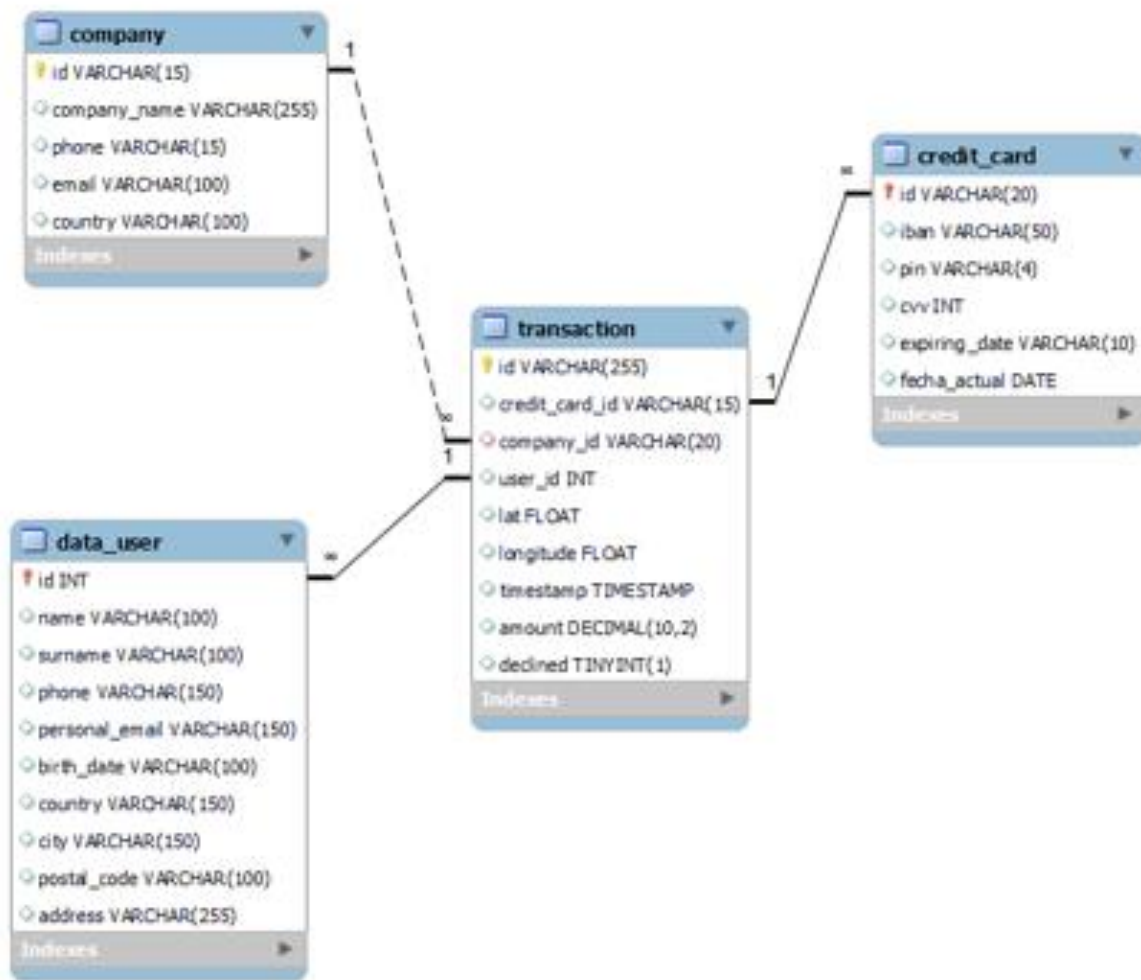 company
id VARCHAR(15)
company_name VARCHAR(255)
phone VARCHAR(15)
email VARCHAR(100)
country VARCHAR(100)
Indexes
1
∞
credit_card
id VARCHAR(20)
iban VARCHAR(50)
pin VARCHAR(4)
cvv INT
expiring_date VARCHAR(10)
fecha_actual DATE
Indexes
∞
1
transaction
id VARCHAR(255)
credit_card_id VARCHAR(15)
company_id VARCHAR(20)
user_id INT
lat FLOAT
longitude FLOAT
timestamp TIMESTAMP
amount DECIMAL(10,2)
declined TINYINT(1)
Indexes
1
∞
data_user
id INT
name VARCHAR(100)
surname VARCHAR(100)
phone VARCHAR(150)
personal_email VARCHAR(150)
birth_date VARCHAR(100)
country VARCHAR(150)
city VARCHAR(150)
postal_code VARCHAR(100)
address VARCHAR(255)
Indexes